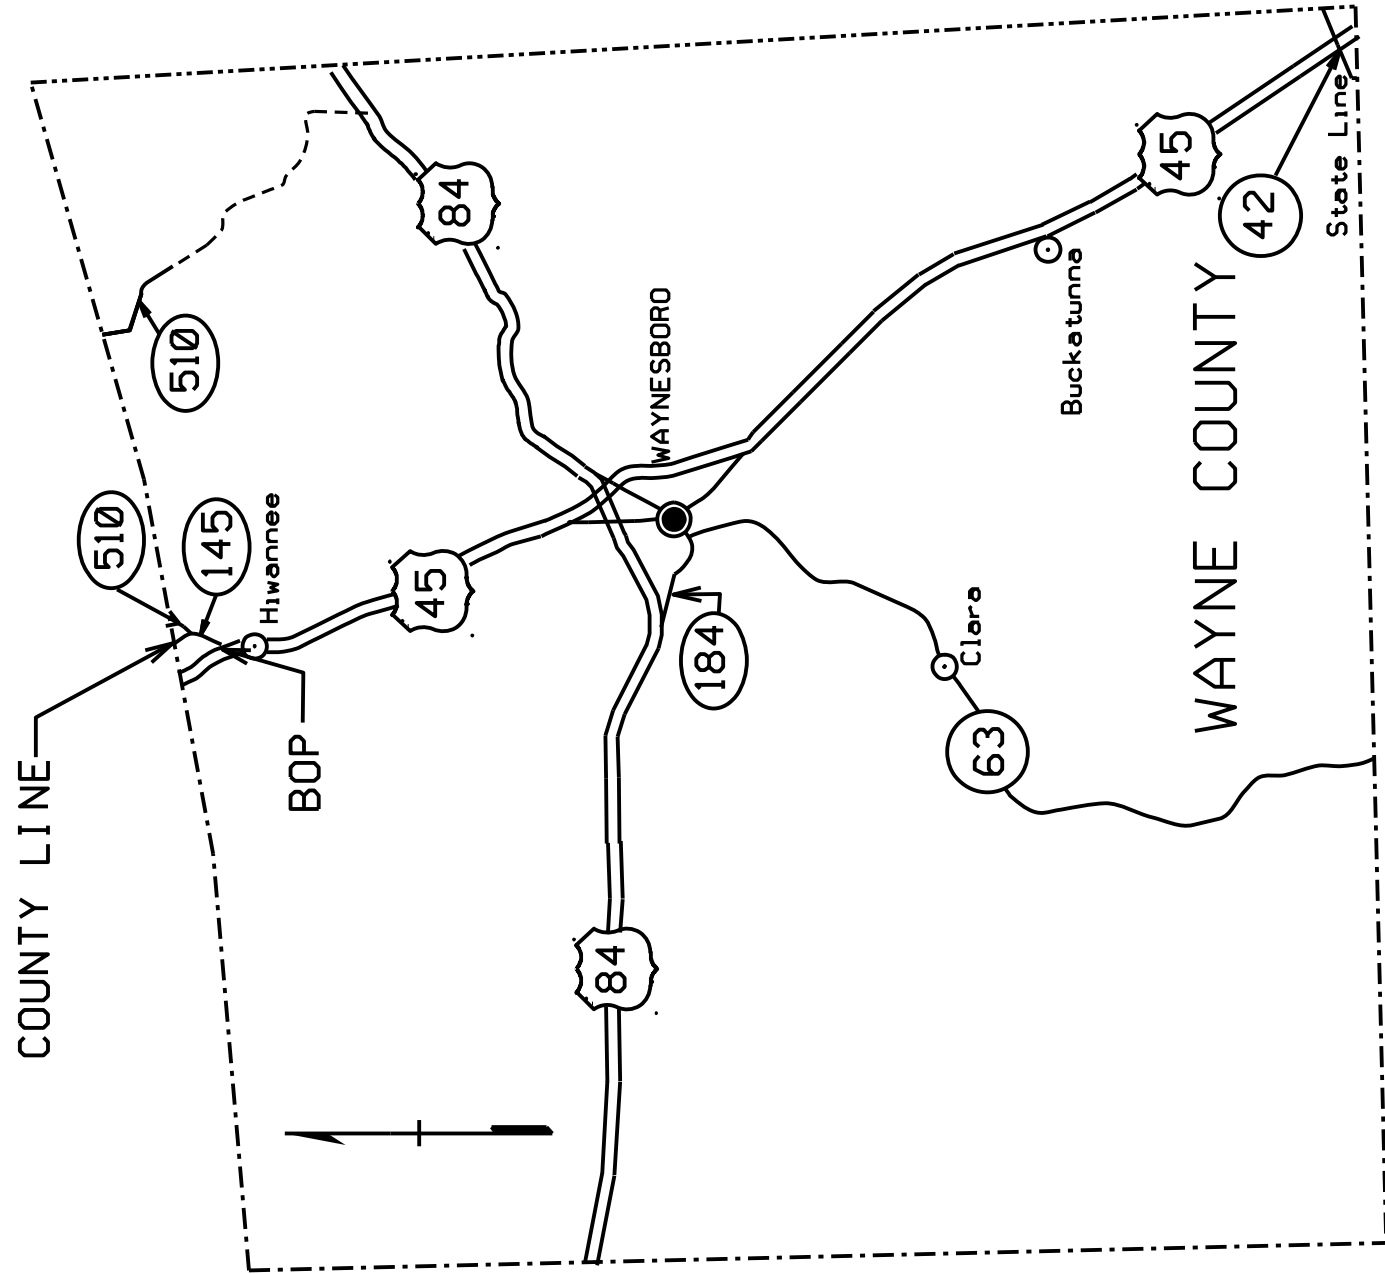 COUNTY LINE
510
145
Hiwannee
BOP
510
45
84
WAYNESBORO
184
84
Clara
63
Buckatunna
45
42
State Line
WAYNE COUNTY